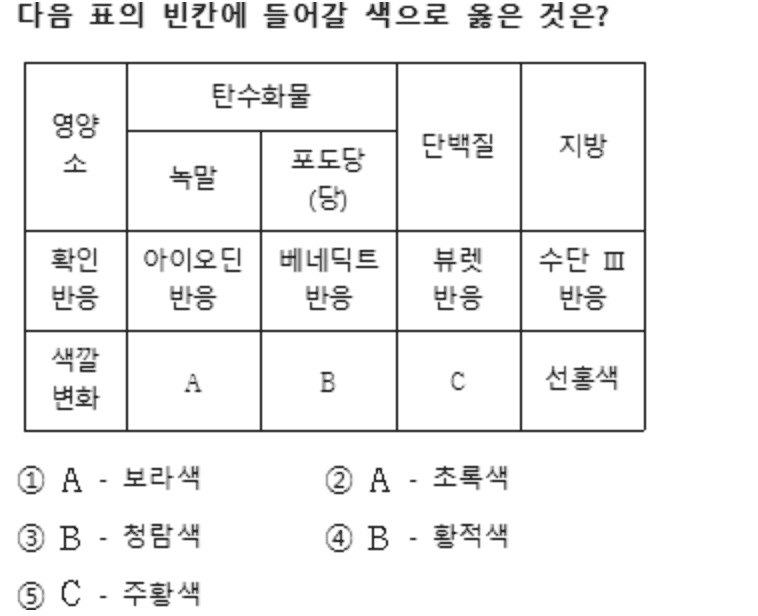 다음 표의 빈칸에 들어갈 색으로 옳은 것은?
영양소 탄수화물 단백질 지방
녹말 포도당(당)
확인 반응 아이오딘 반응 베네딕트 반응 뷰렛 반응 수단 Ⅲ 반응
색깔 변화 A B C 선홍색
① A - 보라색 ② A - 초록색
③ B - 청람색 ④ B - 황적색
⑤ C - 주황색